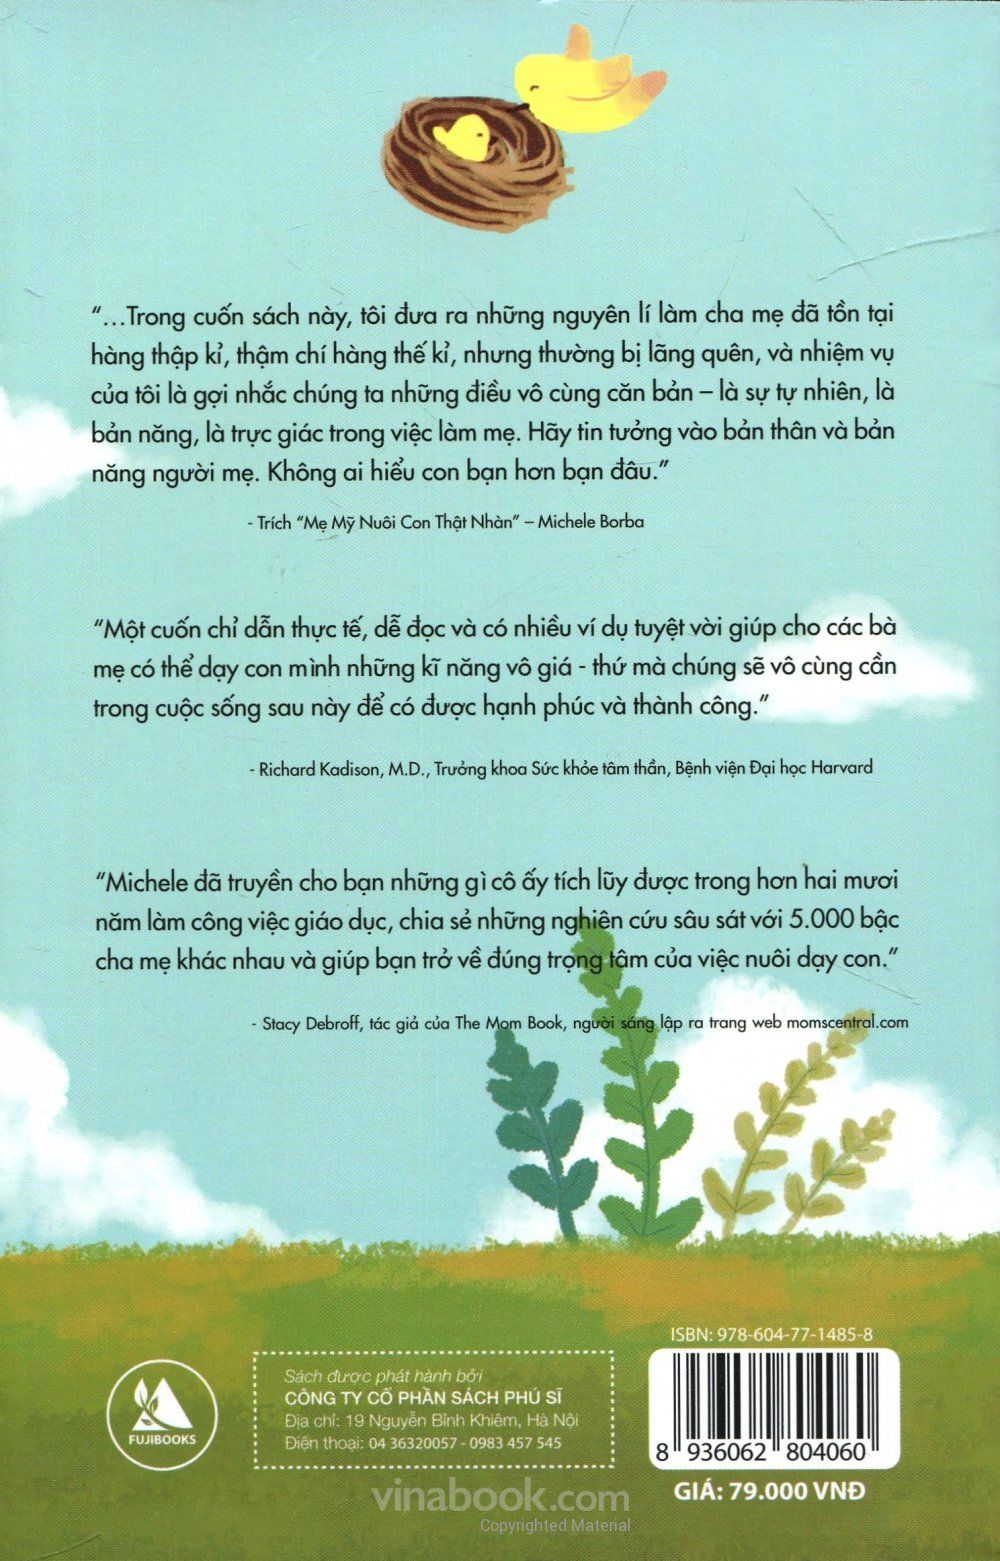 “...Trong cuốn sách này, tôi đưa ra những nguyên lí làm cha mẹ đã tồn tại
hàng thập kỉ, thậm chí hàng thế kỉ, nhưng thường bị lãng quên, và nhiệm vụ
của tôi là gợi nhắc chúng ta những điều vô cùng căn bản – là sự tự nhiên, là
bản năng, là trực giác trong việc làm mẹ. Hãy tin tưởng vào bản thân và bản
năng người mẹ. Không ai hiểu con bạn hơn bạn đâu.”
- Trích “Mẹ Mỹ Nuôi Con Thật Nhàn” – Michele Borba
“Một cuốn chỉ dẫn thực tế, dễ đọc và có nhiều ví dụ tuyệt vời giúp cho các bà
mẹ có thể dạy con mình những kĩ năng vô giá - thứ mà chúng sẽ vô cùng cần
trong cuộc sống sau này để có được hạnh phúc và thành công.”
- Richard Kadison, M.D., Trưởng khoa Sức khỏe tâm thần, Bệnh viện Đại học Harvard
“Michele đã truyền cho bạn những gì cô ấy tích lũy được trong hơn hai mươi
năm làm công việc giáo dục, chia sẻ những nghiên cứu sâu sát với 5.000 bậc
cha mẹ khác nhau và giúp bạn trở về đúng trọng tâm của việc nuôi dạy con.”
- Stacy Debroff, tác giả của The Mom Book, người sáng lập ra trang web momscentral.com
ISBN: 978-604-77-1485-8
FUJIBOOKS
Sách được phát hành bởi
CÔNG TY CỔ PHẦN SÁCH PHÚ SĨ
Địa chỉ: 19 Nguyễn Bỉnh Khiêm, Hà Nội
Điện thoại: 04 36320057 - 0983 457 545
8 936062 804060
GIÁ: 79.000 VNĐ
vinabook.com
Copyrighted Material